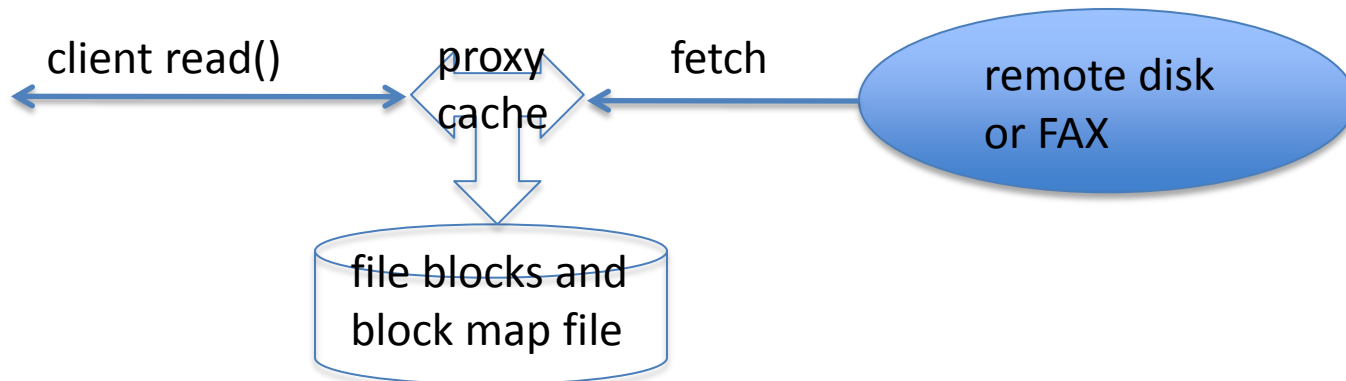 client read()
proxy
cache
fetch
remote disk
or FAX
file blocks and
block map file